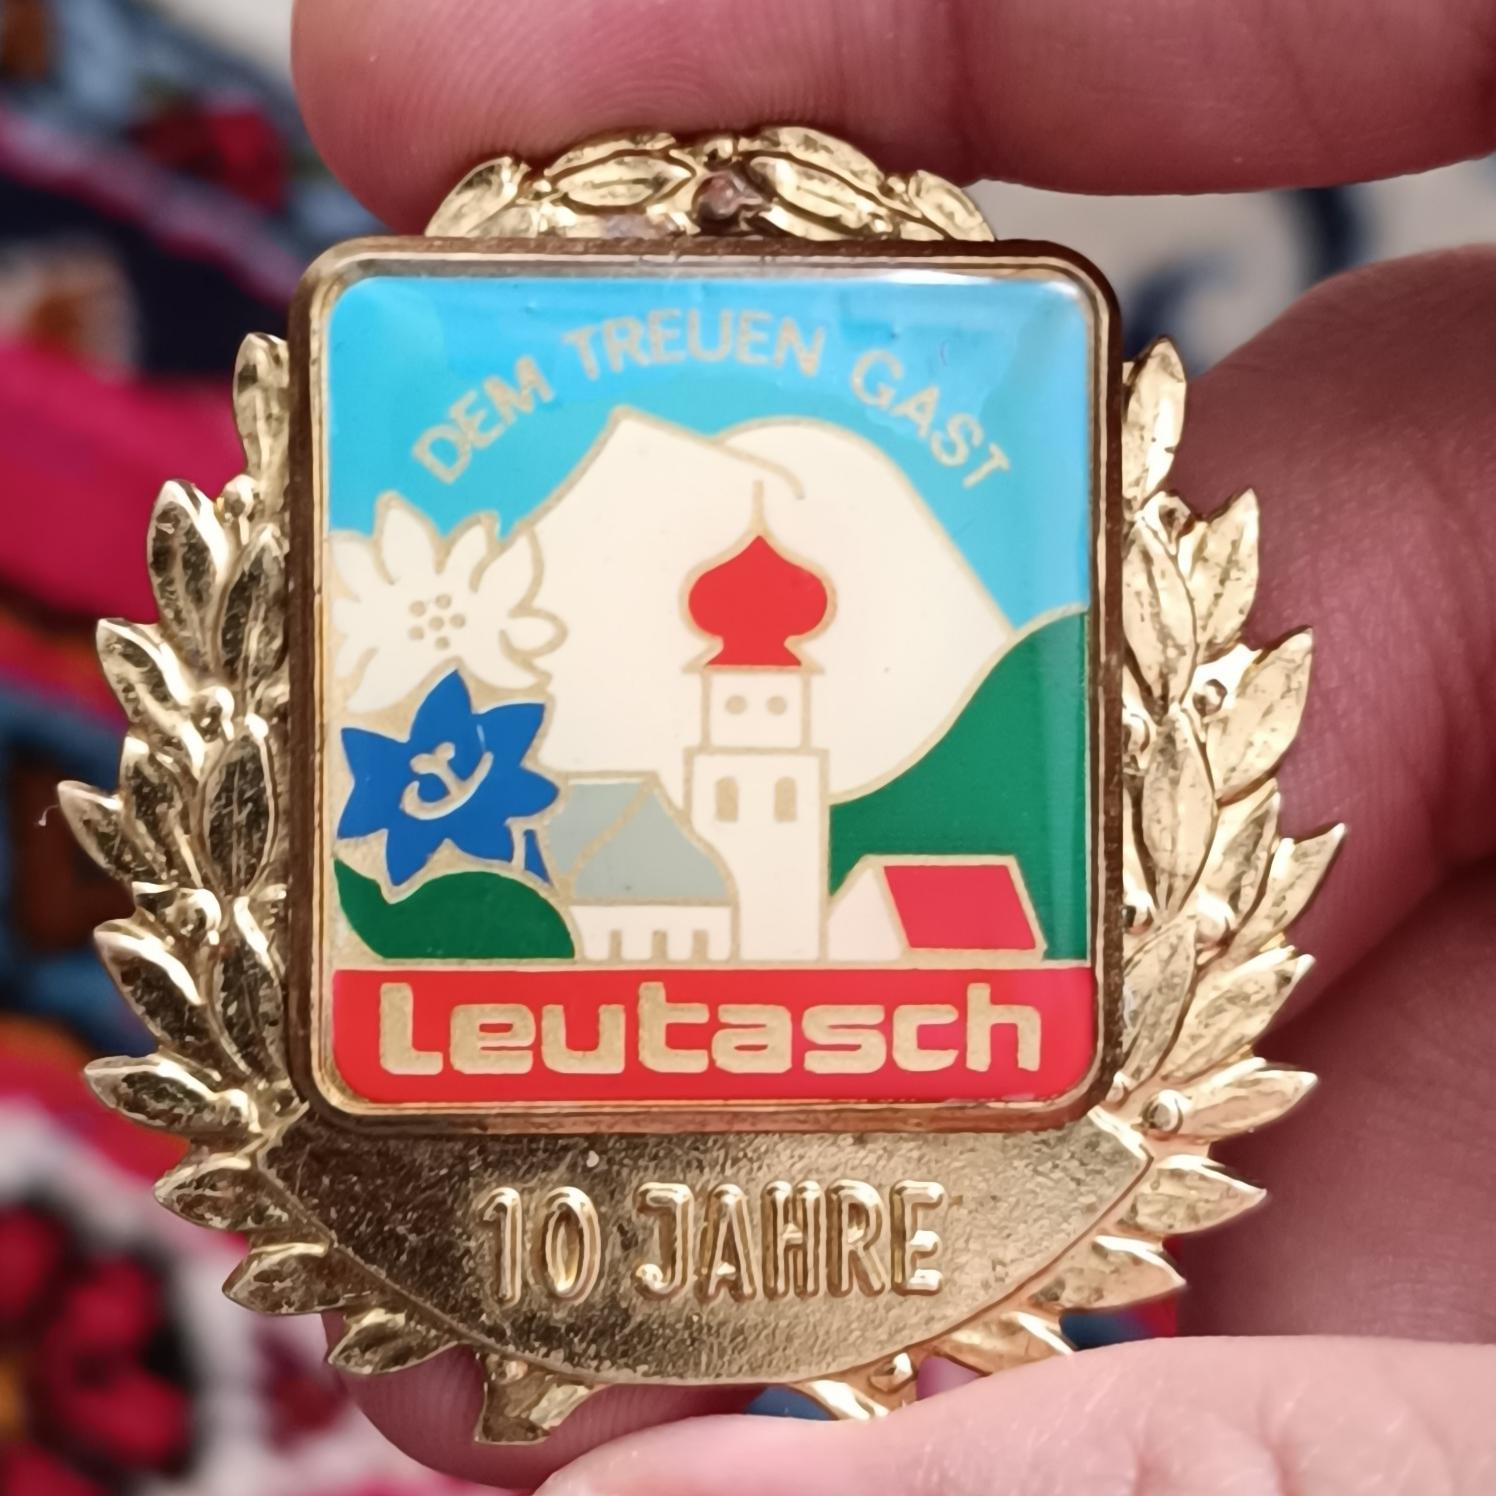 DEM TREUEN GAST
Leutasch
10 JAHRE